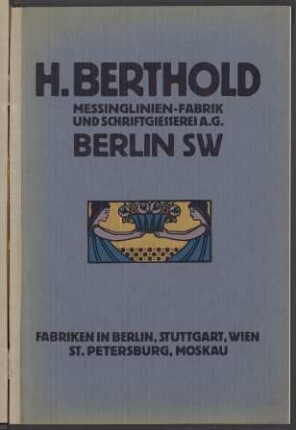 H. BERTHOLD
MESSINGLINIEN-FABRIK
UND SCHRIFTGIESSEREI A.G.
BERLIN SW
FABRIKEN IN BERLIN, STUTTGART, WIEN
ST. PETERSBURG, MOSKAU